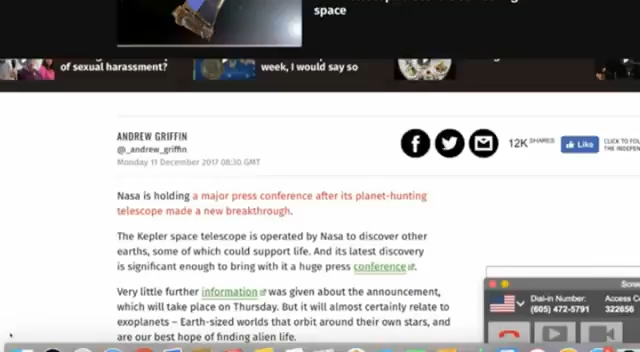 space
of sexual harassment?
week, I would say so
ANDREW GRIFFIN
@_andrew_griffin
Monday 11 December 2017 08:30 GMT
12K SHARES
Like
CLICK TO
THE INDEPEN
Nasa is holding a major press conference after its planet-hunting
telescope made a new breakthrough.
The Kepler space telescope is operated by Nasa to discover other
earths, some of which could support life. And its latest discovery
is significant enough to bring with it a huge press conference.
Very little further information was given about the announcement,
which will take place on Thursday. But it will almost certainly relate to
exoplanets – Earth-sized worlds that orbit around their own stars, and
are our best hope of finding alien life.
Scree
Dial-in Number:
(605) 472-5791
Access C
322656